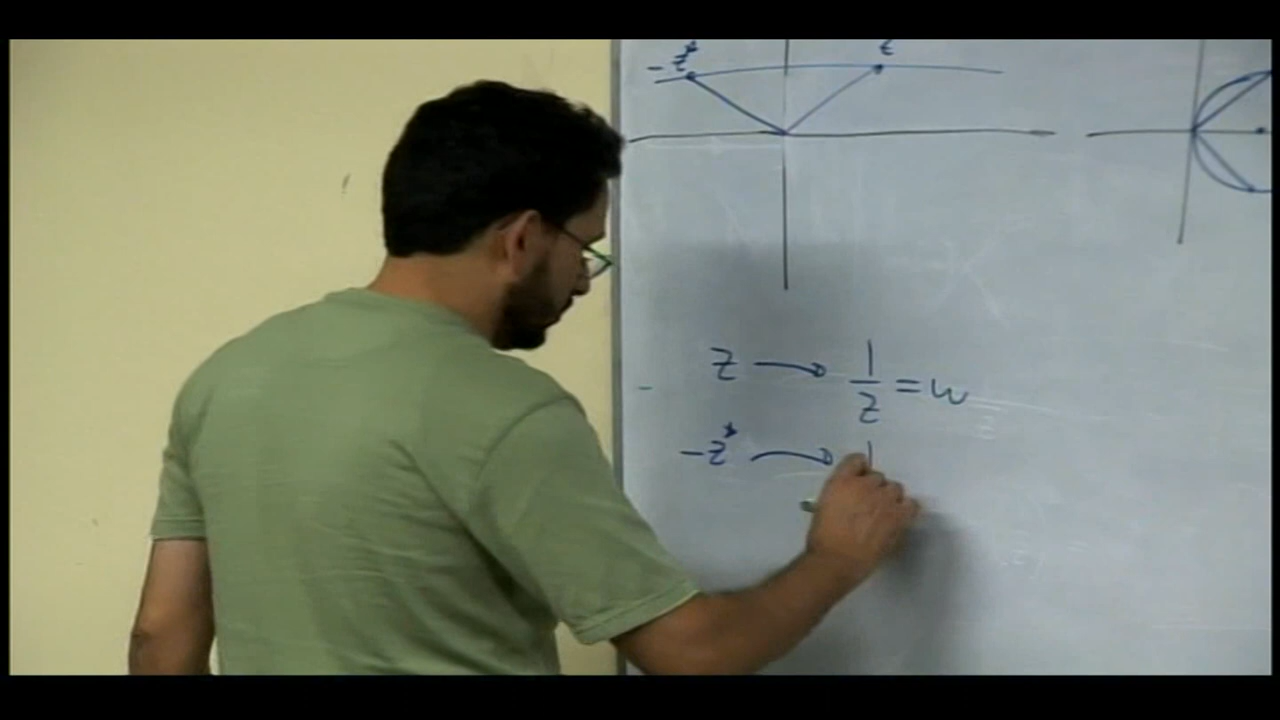 -z* z
z → 1/z = w
-z* → 1